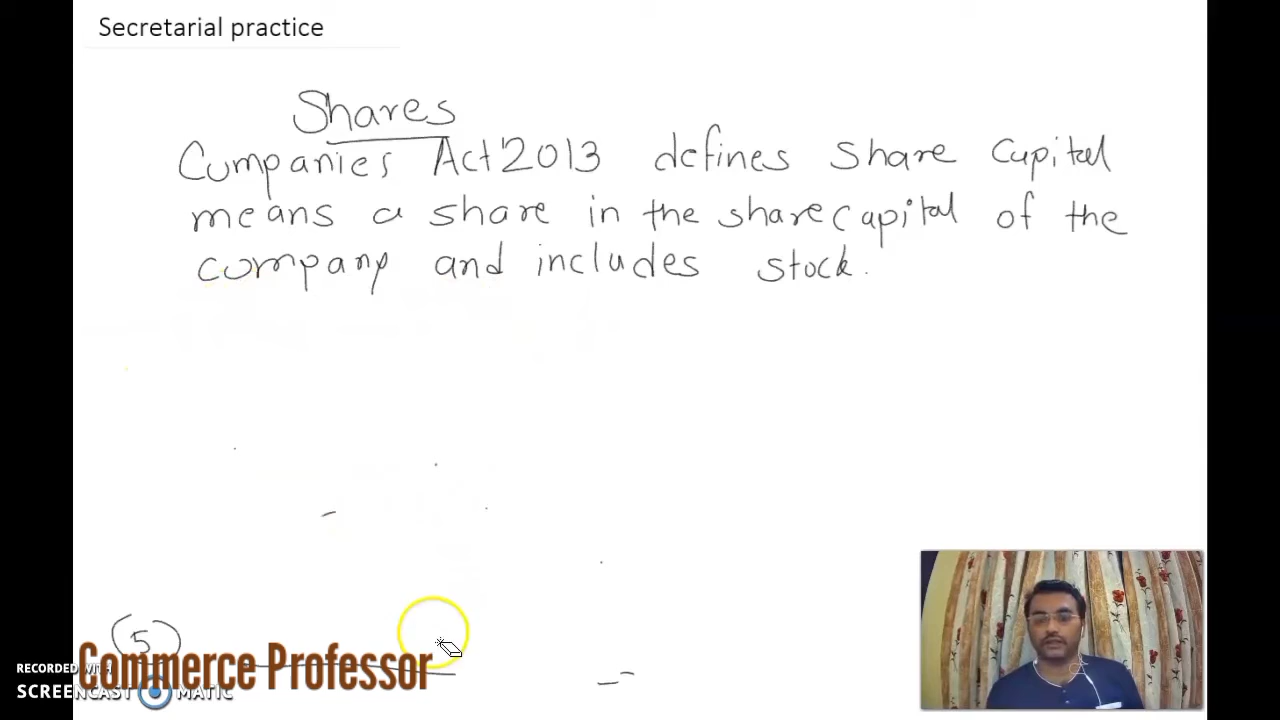 Secretarial practice
Shares
Companies Act'2013 defines Share Capital
means a share in the share capital of the
company and includes stock.
5
Commerce Professor
RECORDED WITH
SCREENCAST MATIC